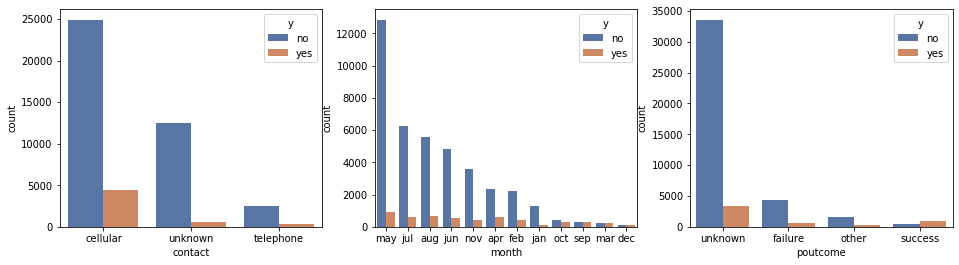 y
no
yes
25000
20000
15000
10000
5000
0
count
cellular unknown telephone
contact
y
no
yes
12000
10000
8000
6000
4000
2000
0
count
may jul aug jun nov apr feb jan oct sep mar dec
month
y
no
yes
35000
30000
25000
20000
15000
10000
5000
0
count
unknown failure other success
poutcome